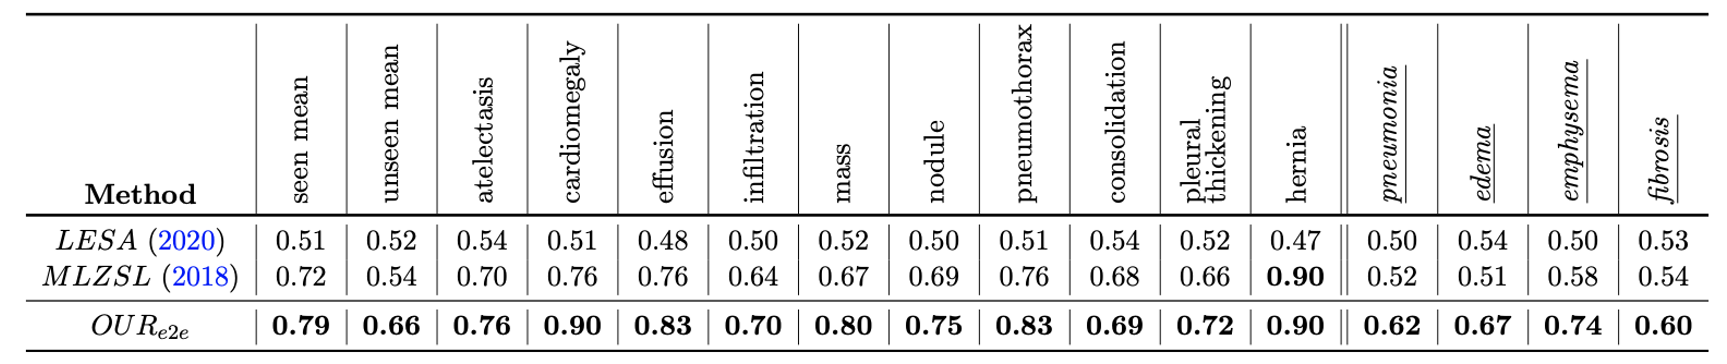 Method seen mean unseen mean atelectasis cardiomegaly effusion infiltration mass nodule pneumothorax consolidation pleural thickening hernia pneumonia edema emphysema fibrosis
LESA (2020) 0.51 0.52 0.54 0.51 0.48 0.50 0.52 0.50 0.51 0.54 0.52 0.47 0.50 0.54 0.50 0.53
MLZSL (2018) 0.72 0.54 0.70 0.76 0.76 0.64 0.67 0.69 0.76 0.68 0.66 0.90 0.52 0.51 0.58 0.54
OURe2e 0.79 0.66 0.76 0.90 0.83 0.70 0.80 0.75 0.83 0.69 0.72 0.90 0.62 0.67 0.74 0.60